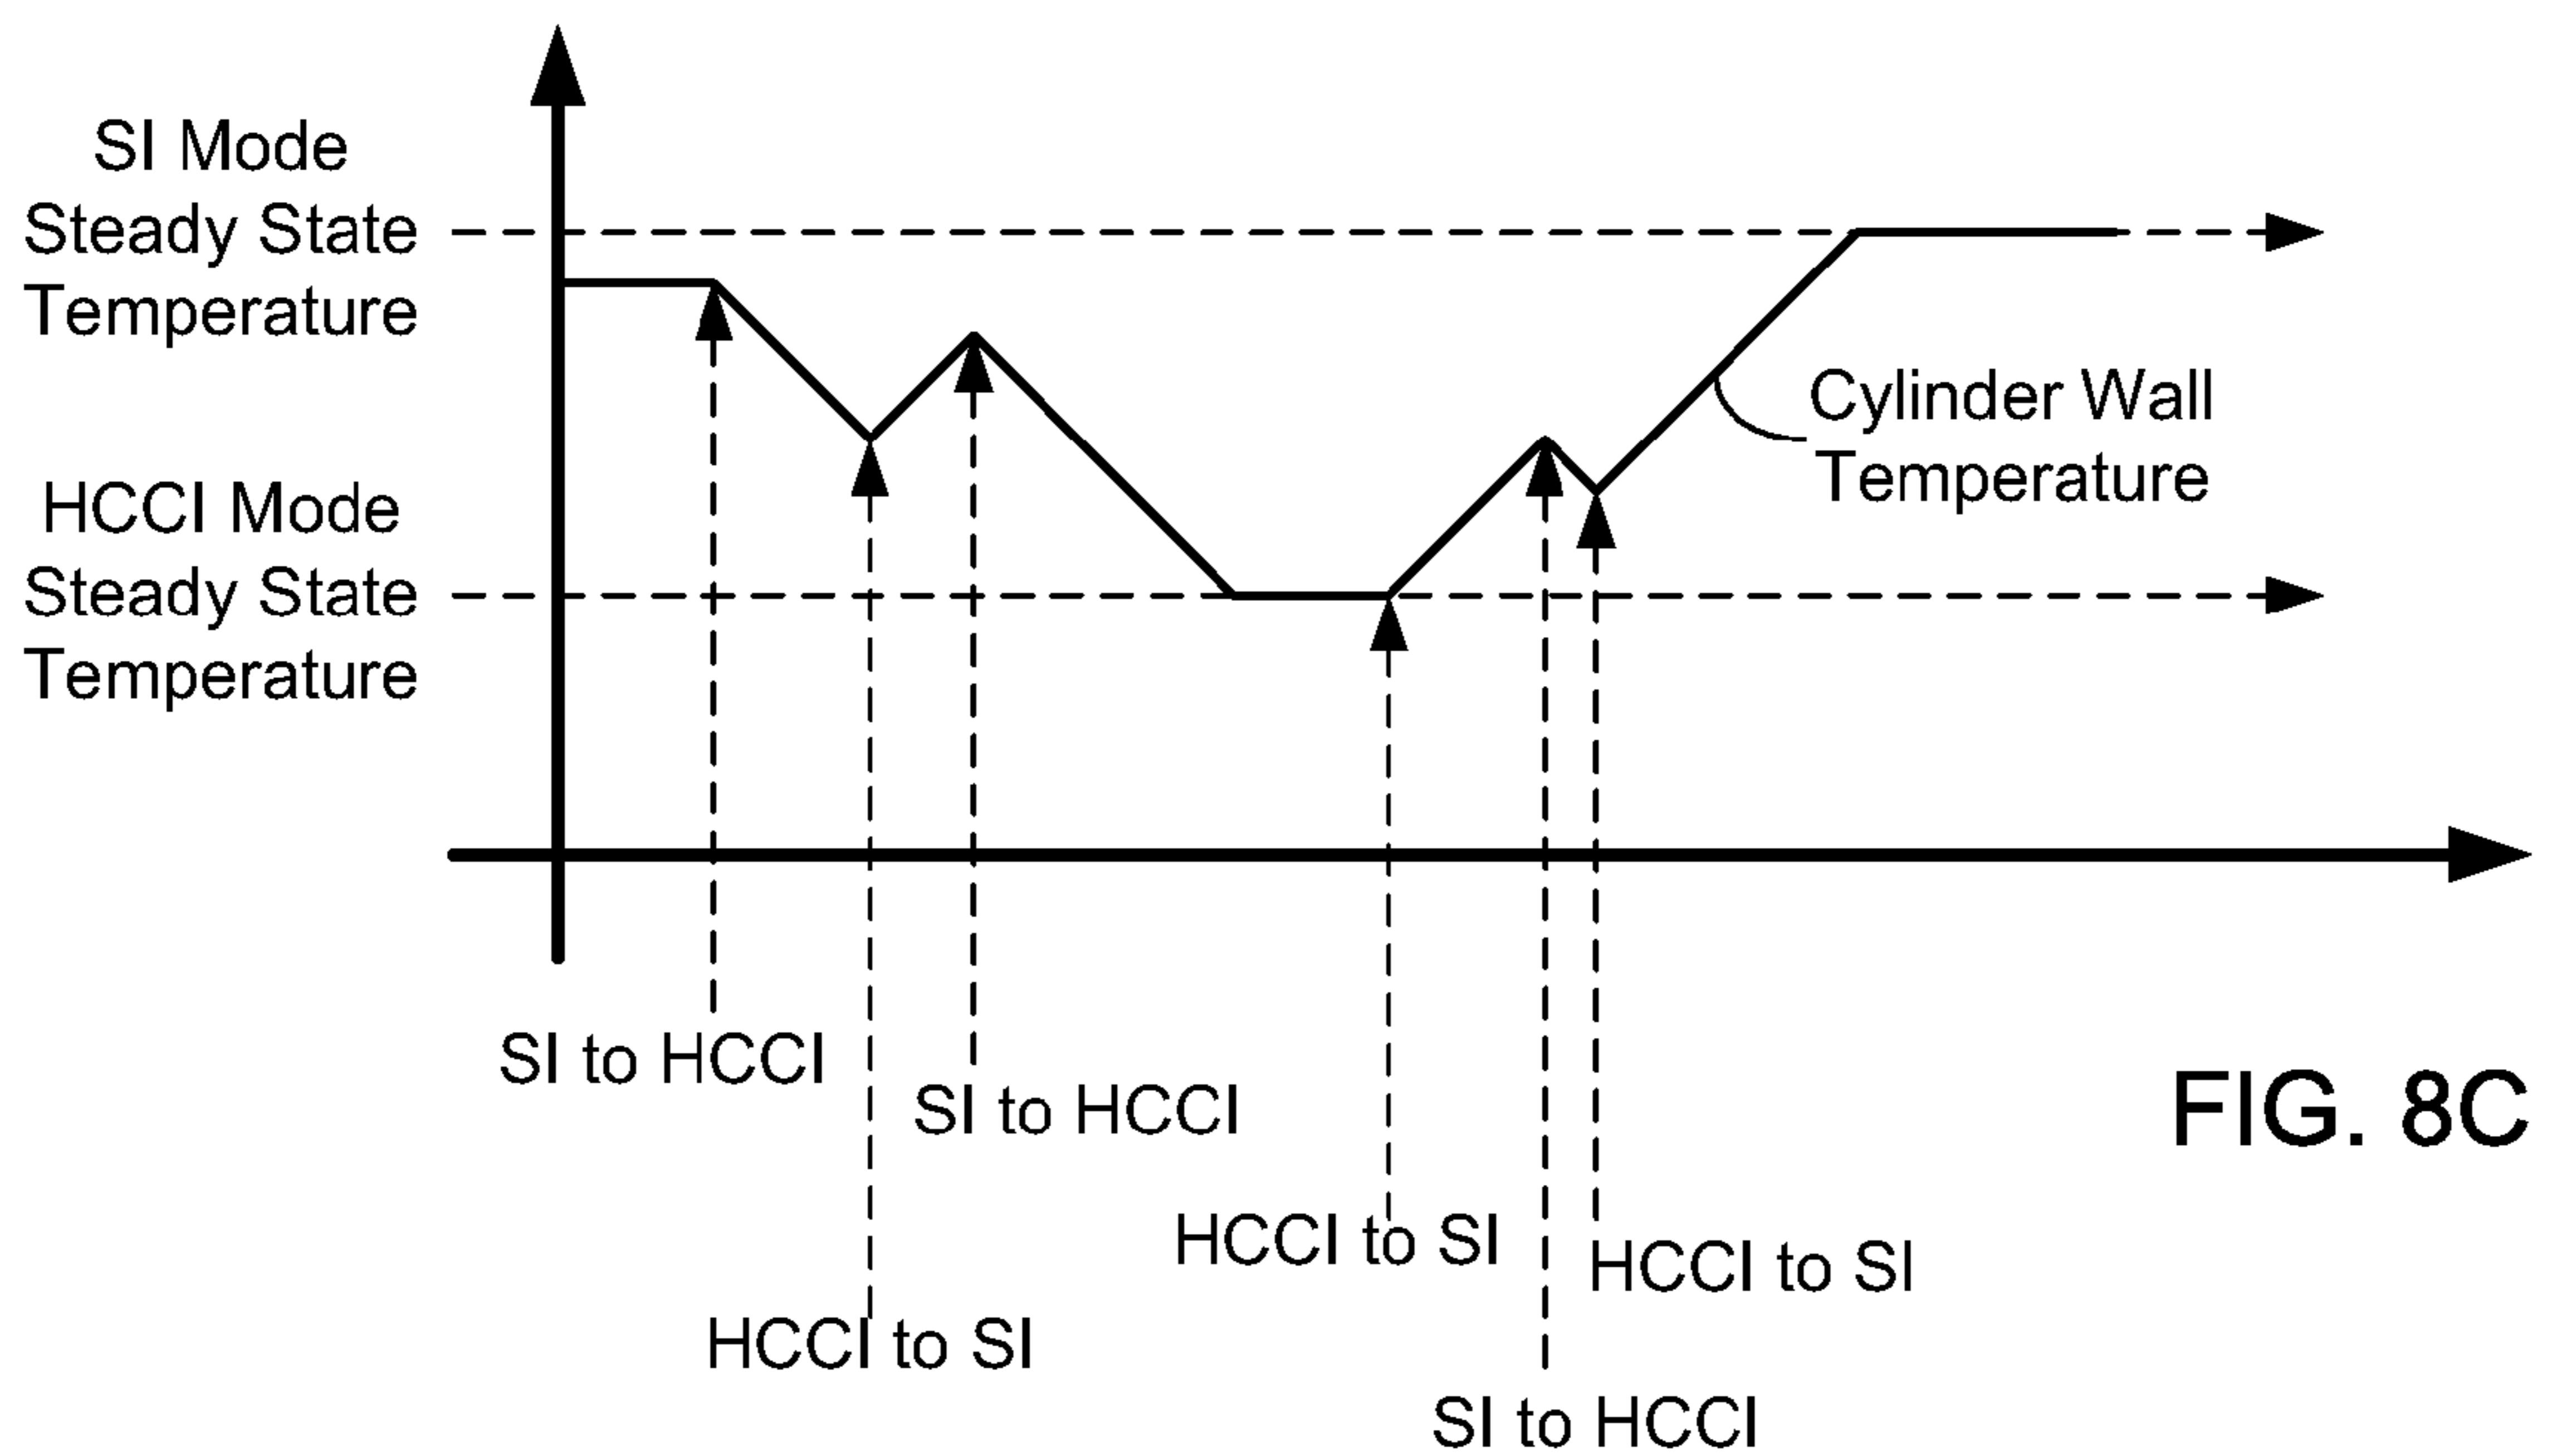 SI Mode
Steady State
Temperature
Cylinder Wall
Temperature
HCCI Mode
Steady State
Temperature
SI to HCCI
SI to HCCI
FIG. 8C
HCCI to SI
HCCI to SI
HCCI to SI
SI to HCCI